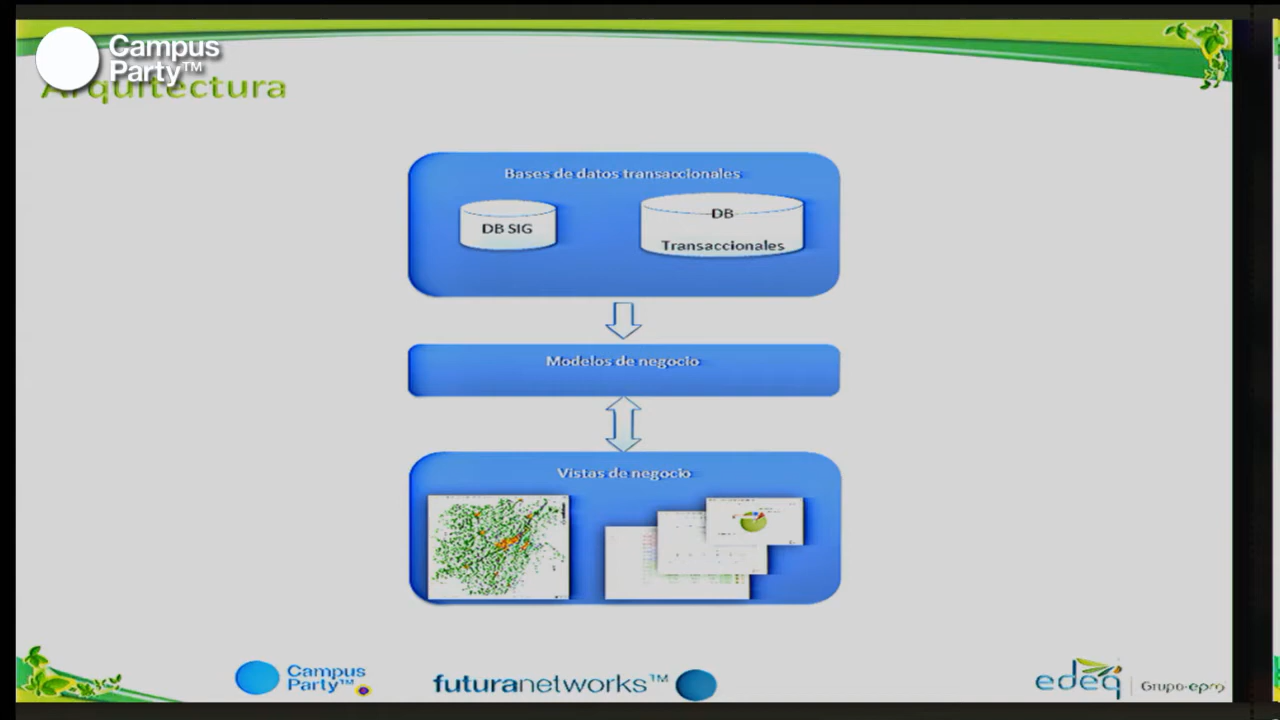 Campus
Party™
Arquitectura
Bases de datos transaccionales
DB SIG
DB
Transaccionales
Modelos de negocio
Vistas de negocio
Campus
Party™
futuranetworks™
edeq
Grupo·epm